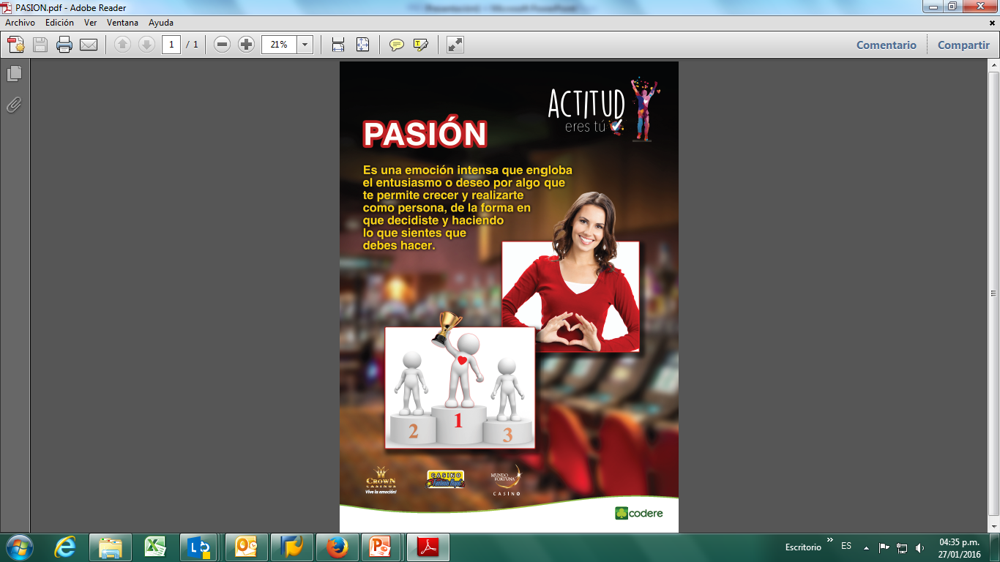 PASION.pdf - Adobe Reader
Archivo Edición Ver Ventana Ayuda
1 / 1 21% Comentario Compartir
ACTITUD
eres tú
PASIÓN
Es una emoción intensa que engloba
el entusiasmo o deseo por algo que
te permite crecer y realizarte
como persona, de la forma en
que decidiste y haciendo
lo que sientes que
debes hacer.
2 1 3
CROWN
CASINOS
Vive la emoción!
CASINO
Fantasía Royal
MUNDO
FORTUNA
CASINO
codere
Escritorio ES 04:35 p.m.
27/01/2016